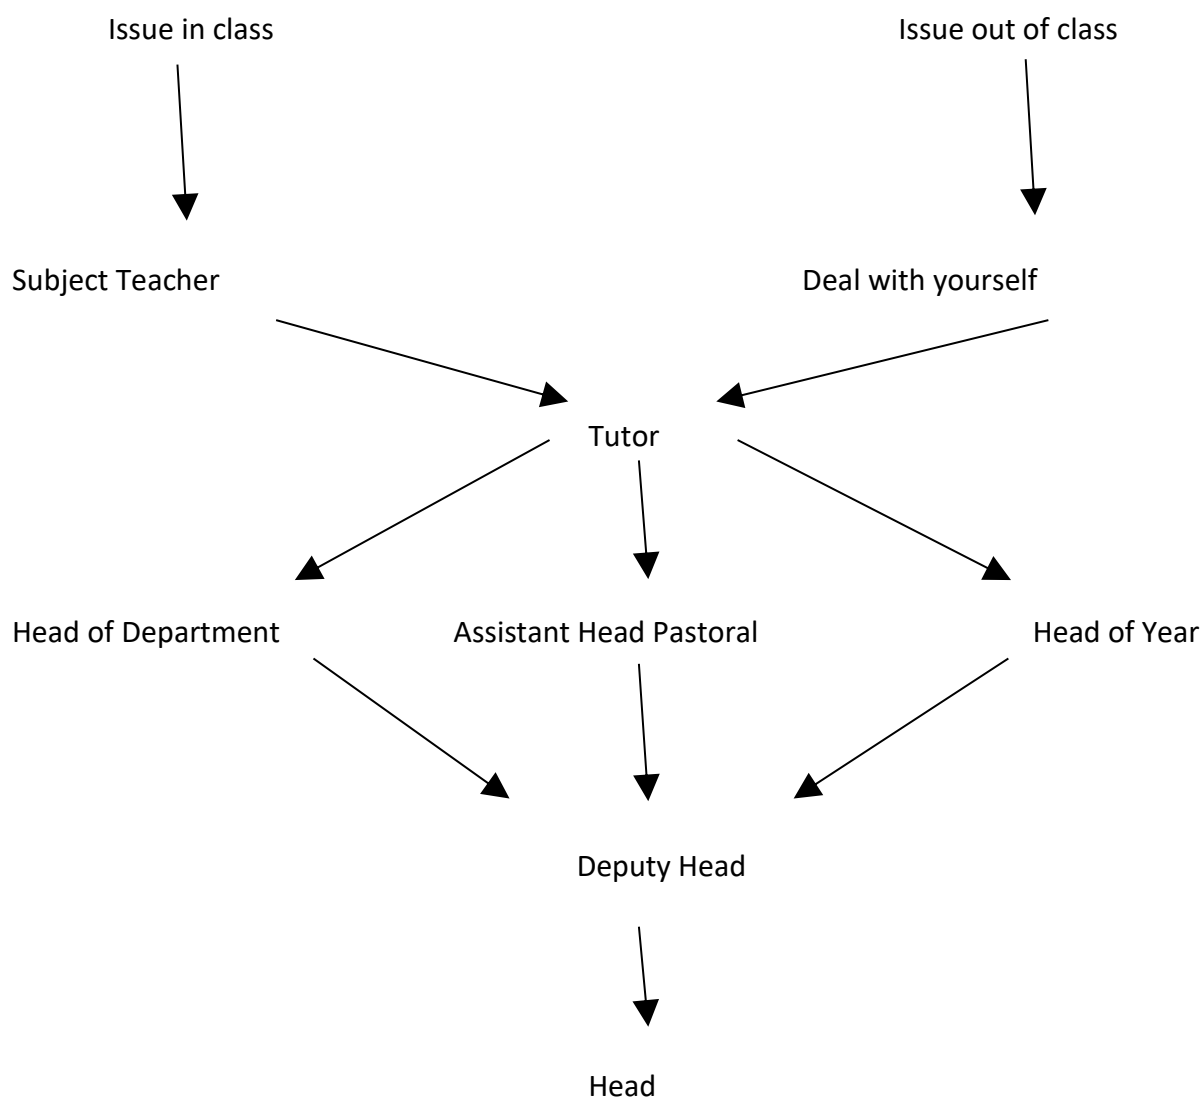 Issue in class
Issue out of class
Subject Teacher
Deal with yourself
Tutor
Head of Department
Assistant Head Pastoral
Head of Year
Deputy Head
Head